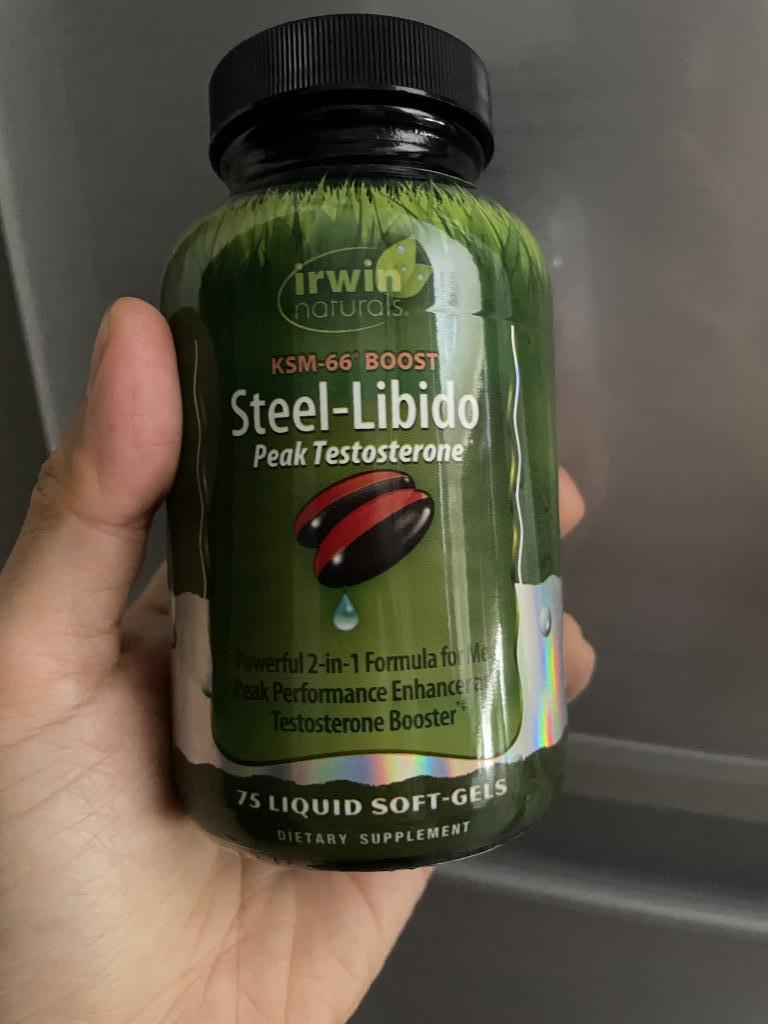 irwin
naturals®
KSM-66® BOOST
Steel-Libido
Peak Testosterone
Powerful 2-in-1 Formula for
Peak Performance Enhancer
Testosterone Booster*‡
75 LIQUID SOFT-GELS
DIETARY SUPPLEMENT